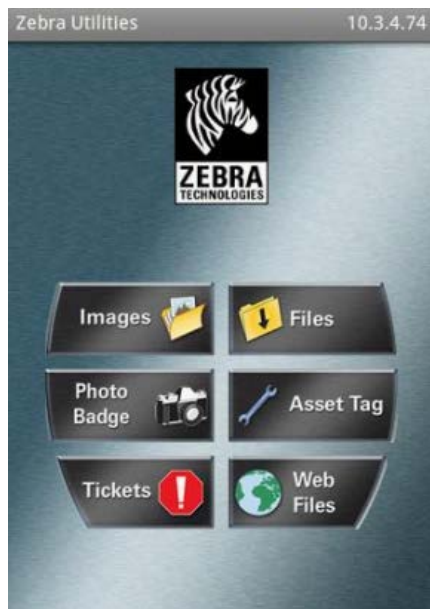 Zebra Utilities 10.3.4.74
ZEBRA
TECHNOLOGIES
Images
Files
Photo
Badge
Asset Tag
Tickets
Web
Files